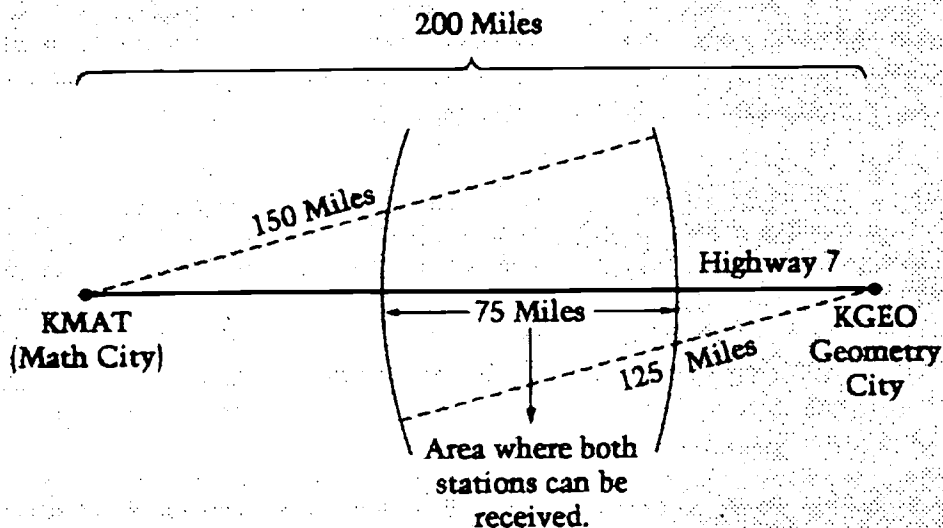 200 Miles
150 Miles
Highway 7
KMAT
(Math City)
75 Miles
KGEO
Geometry
City
125 Miles
Area where both
stations can be
received.